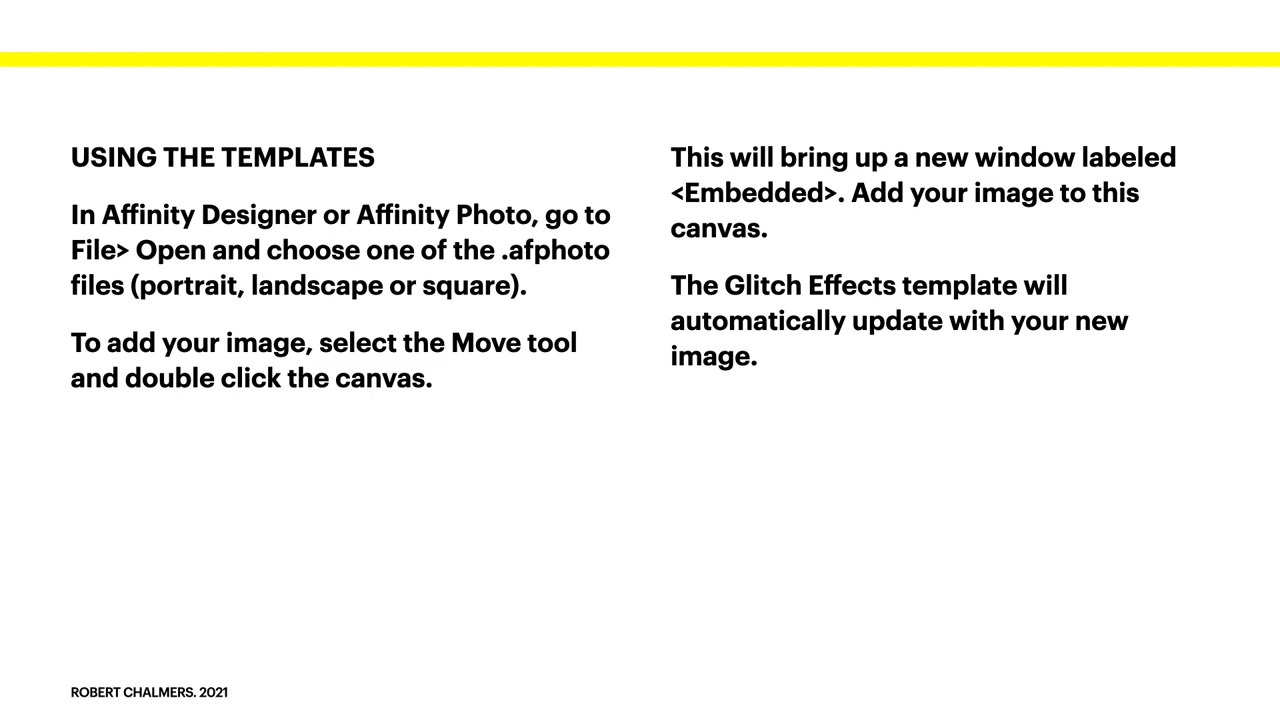 USING THE TEMPLATES
In Affinity Designer or Affinity Photo, go to
File> Open and choose one of the .afphoto
files (portrait, landscape or square).
To add your image, select the Move tool
and double click the canvas.
This will bring up a new window labeled
<Embedded>. Add your image to this
canvas.
The Glitch Effects template will
automatically update with your new
image.
ROBERT CHALMERS. 2021